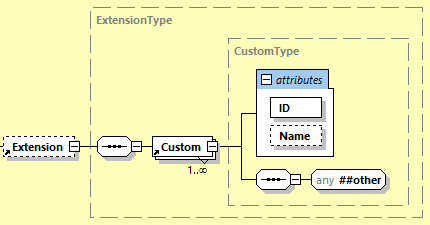 ExtensionType
CustomType
attributes
ID
Extension
Custom
Name
1..∞
any ##other